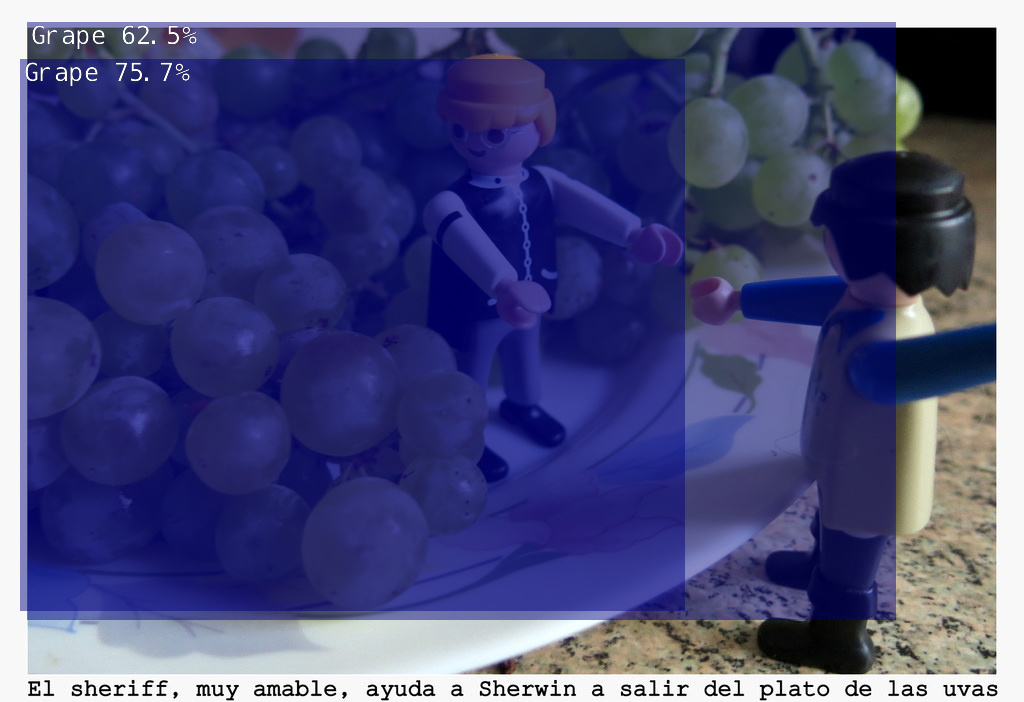 Grape 62.5%
Grape 75.7%
El sheriff, muy amable, ayuda a Sherwin a salir del plato de las uvas